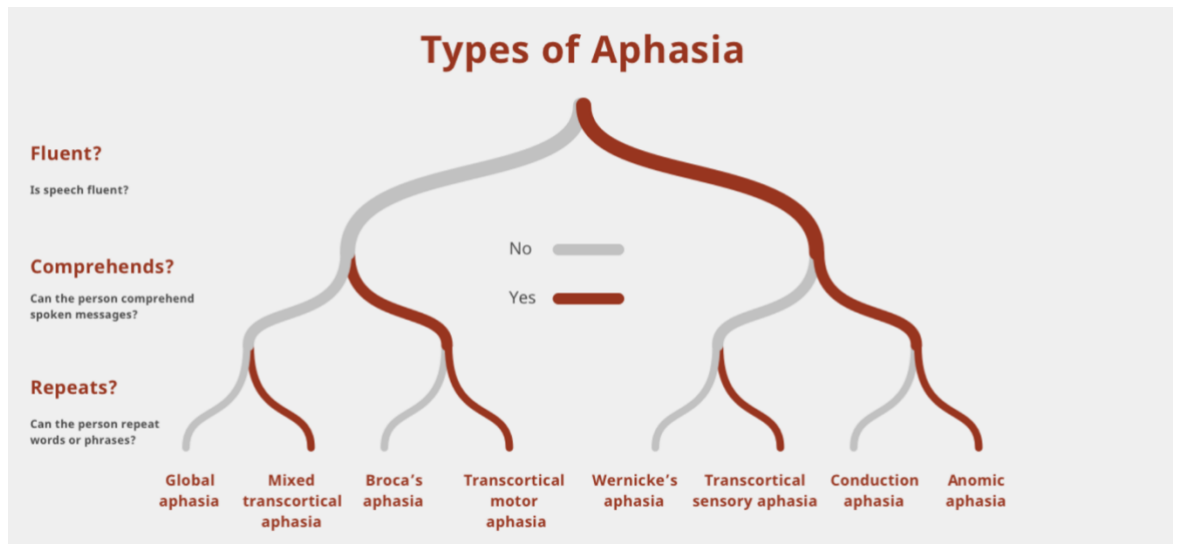 Types of Aphasia
Fluent?
Is speech fluent?
No
Comprehends?
Yes
Can the person comprehend
spoken messages?
Repeats?
Can the person repeat
words or phrases?
Global
aphasia
Mixed
transcortical
aphasia
Broca’s
aphasia
Transcortical
motor
aphasia
Wernicke’s
aphasia
Transcortical
sensory aphasia
Conduction
aphasia
Anomic
aphasia